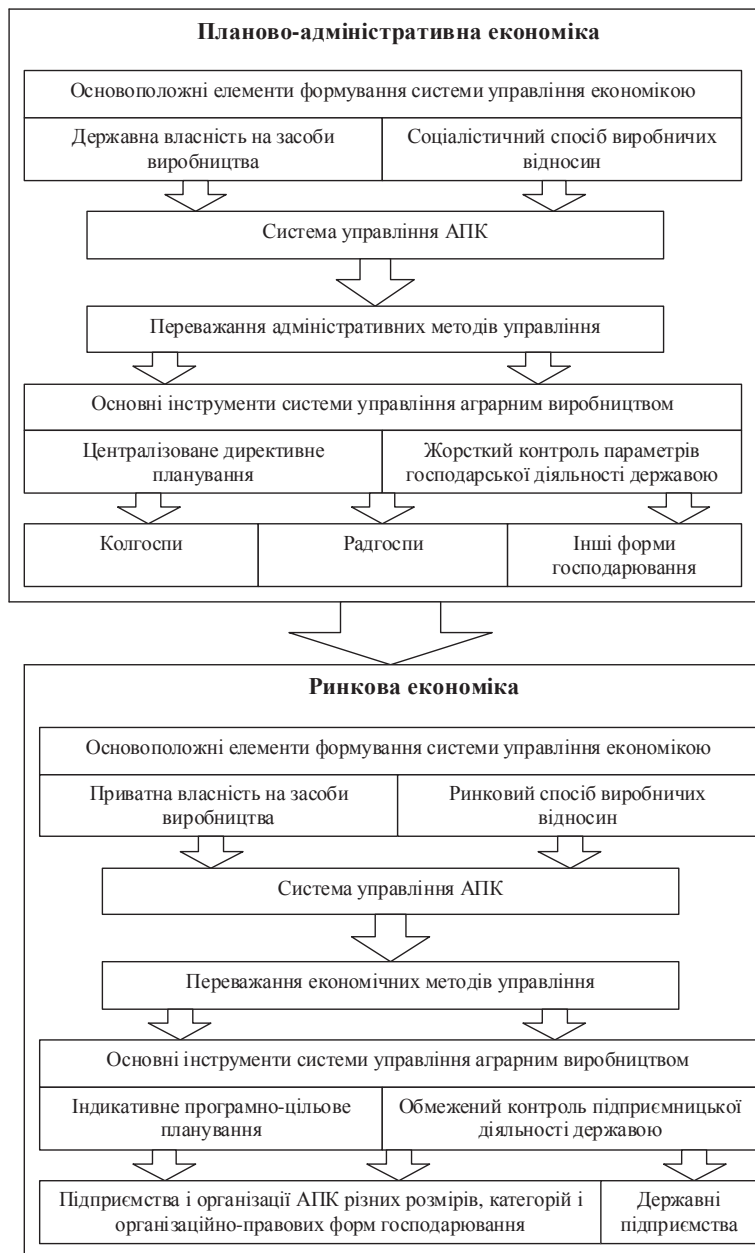 Планово-адміністративна економіка
Основоположні елементи формування системи управління економікою
Державна власність на засоби
виробництва
Соціалістичний спосіб виробничих
відносин
Система управління АПК
Переважання адміністративних методів управління
Основні інструменти системи управління аграрним виробництвом
Централізоване директивне
планування
Жорсткий контроль параметрів
господарської діяльності державою
Колгоспи
Радгоспи
Інші форми
господарювання
Ринкова економіка
Основоположні елементи формування системи управління економікою
Приватна власність на засоби
виробництва
Ринковий спосіб виробничих
відносин
Система управління АПК
Переважання економічних методів управління
Основні інструменти системи управління аграрним виробництвом
Індикативне програмно-цільове
планування
Обмежений контроль підприємницької
діяльності державою
Підприємства і організації АПК різних розмірів, категорій і
організаційно-правових форм господарювання
Державні
підприємства